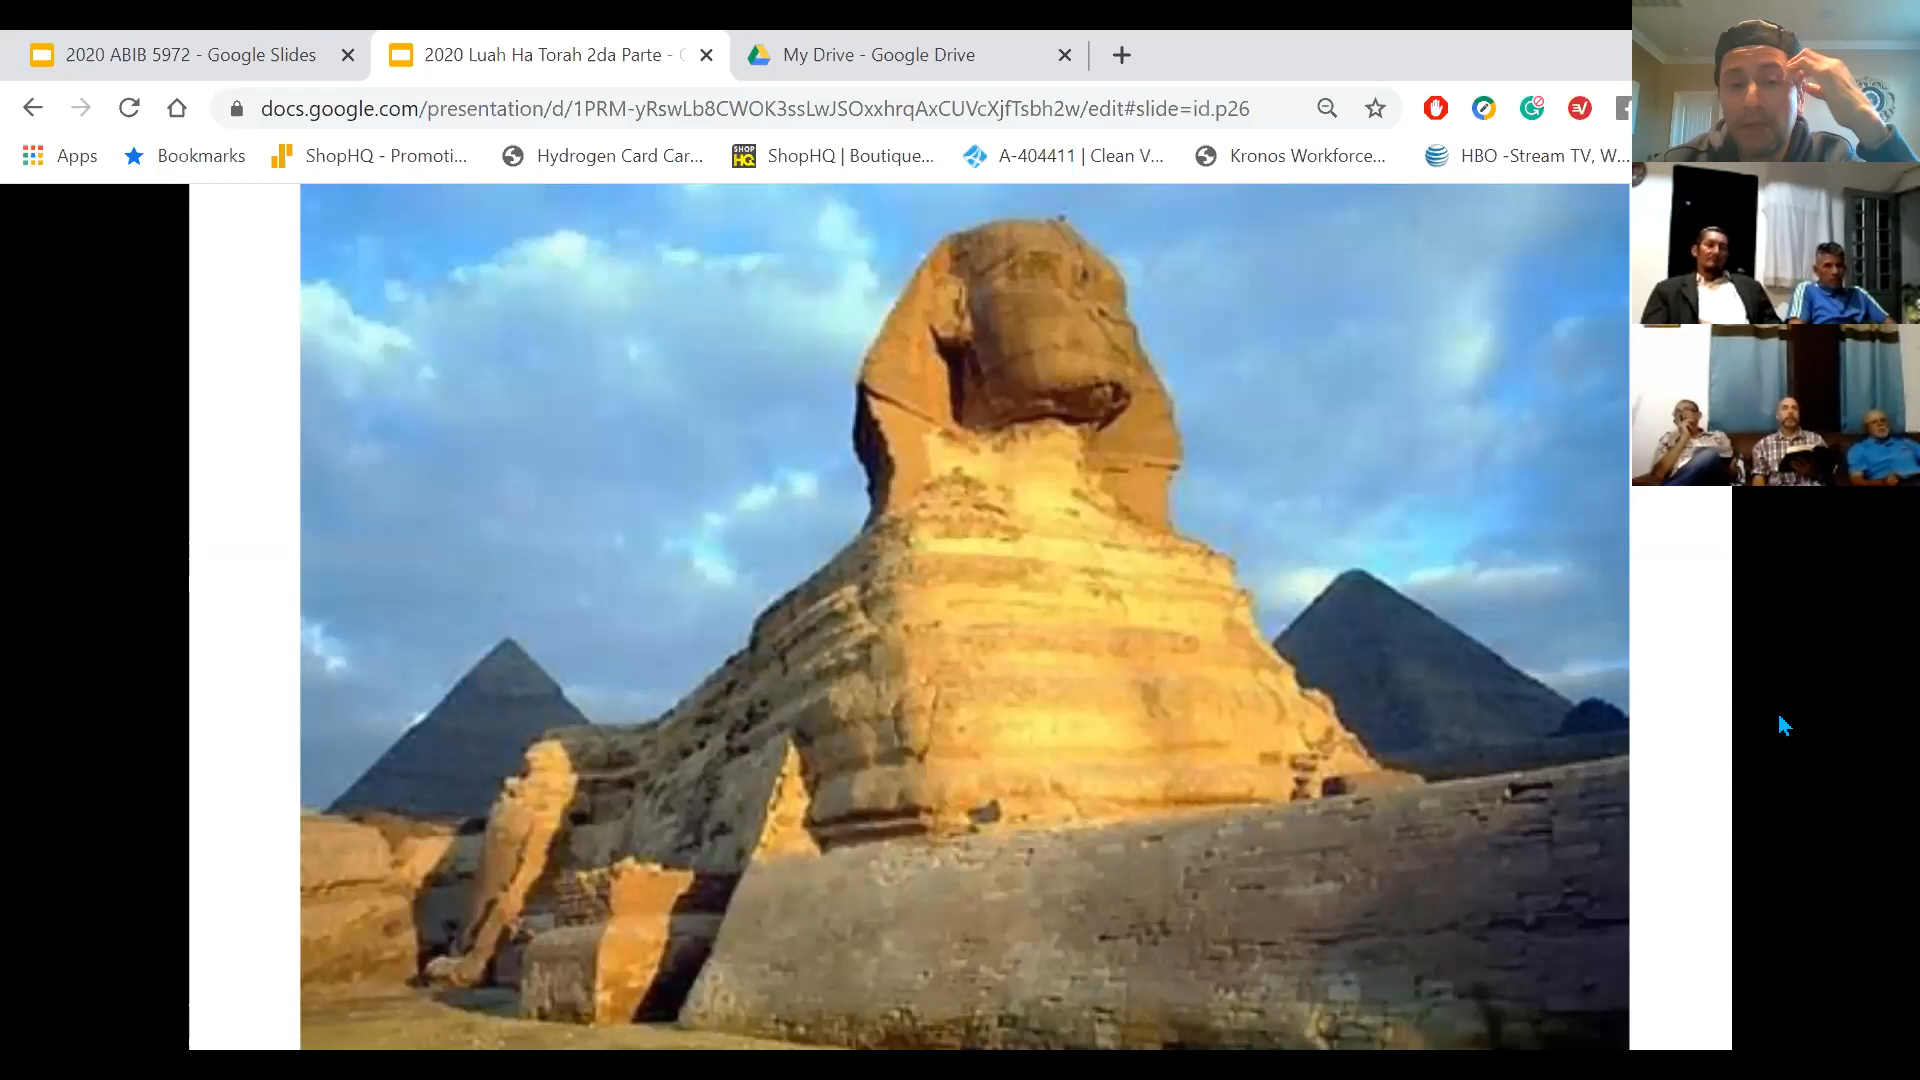 2020 ABIB 5972 - Google Slides
2020 Luah Ha Torah 2da Parte -
My Drive - Google Drive
docs.google.com/presentation/d/1PRM-yRswLb8CWOK3ssLwJSOxxhrqAxCUVcXjfTsbh2w/edit#slide=id.p26
Apps
Bookmarks
ShopHQ - Promoti...
Hydrogen Card Car...
SHOP HQ
ShopHQ | Boutique...
A-404411 | Clean V...
Kronos Workforce...
HBO -Stream TV, W...